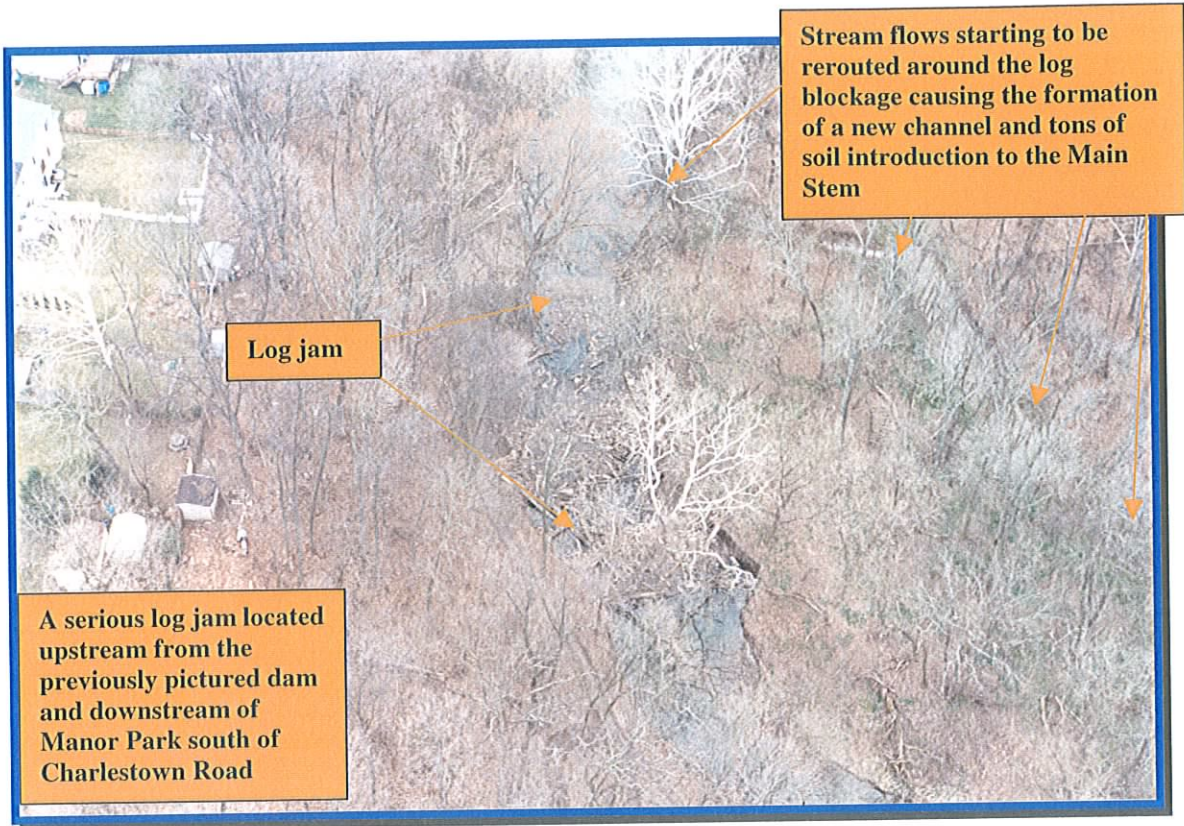 Stream flows starting to be
rerouted around the log
blockage causing the formation
of a new channel and tons of
soil introduction to the Main
Stem
Log jam
A serious log jam located
upstream from the
previously pictured dam
and downstream of
Manor Park south of
Charlestown Road